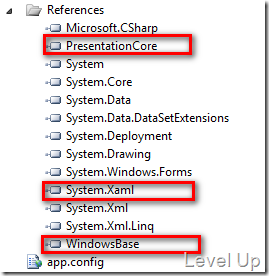 References
Microsoft.CSharp
PresentationCore
System
System.Core
System.Data
System.Data.DataSetExtensions
System.Deployment
System.Drawing
System.Windows.Forms
System.Xaml
System.Xml
System.Xml.Linq
WindowsBase
app.config
Level Up